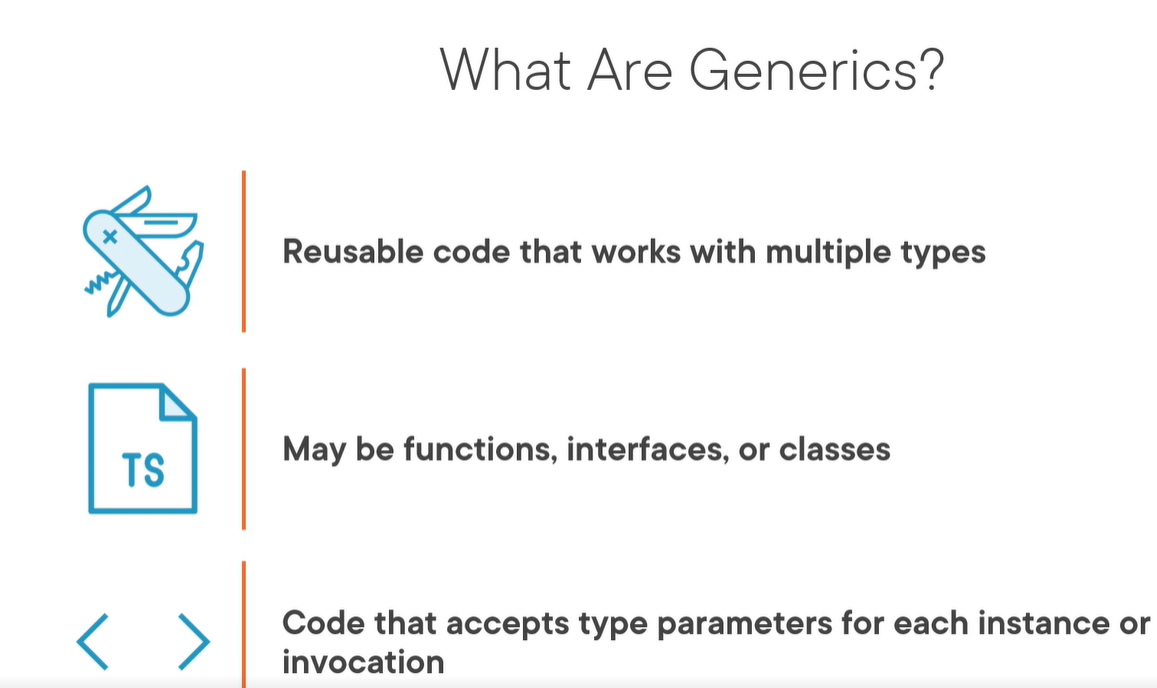 What Are Generics?
Reusable code that works with multiple types
TS
May be functions, interfaces, or classes
Code that accepts type parameters for each instance or
invocation